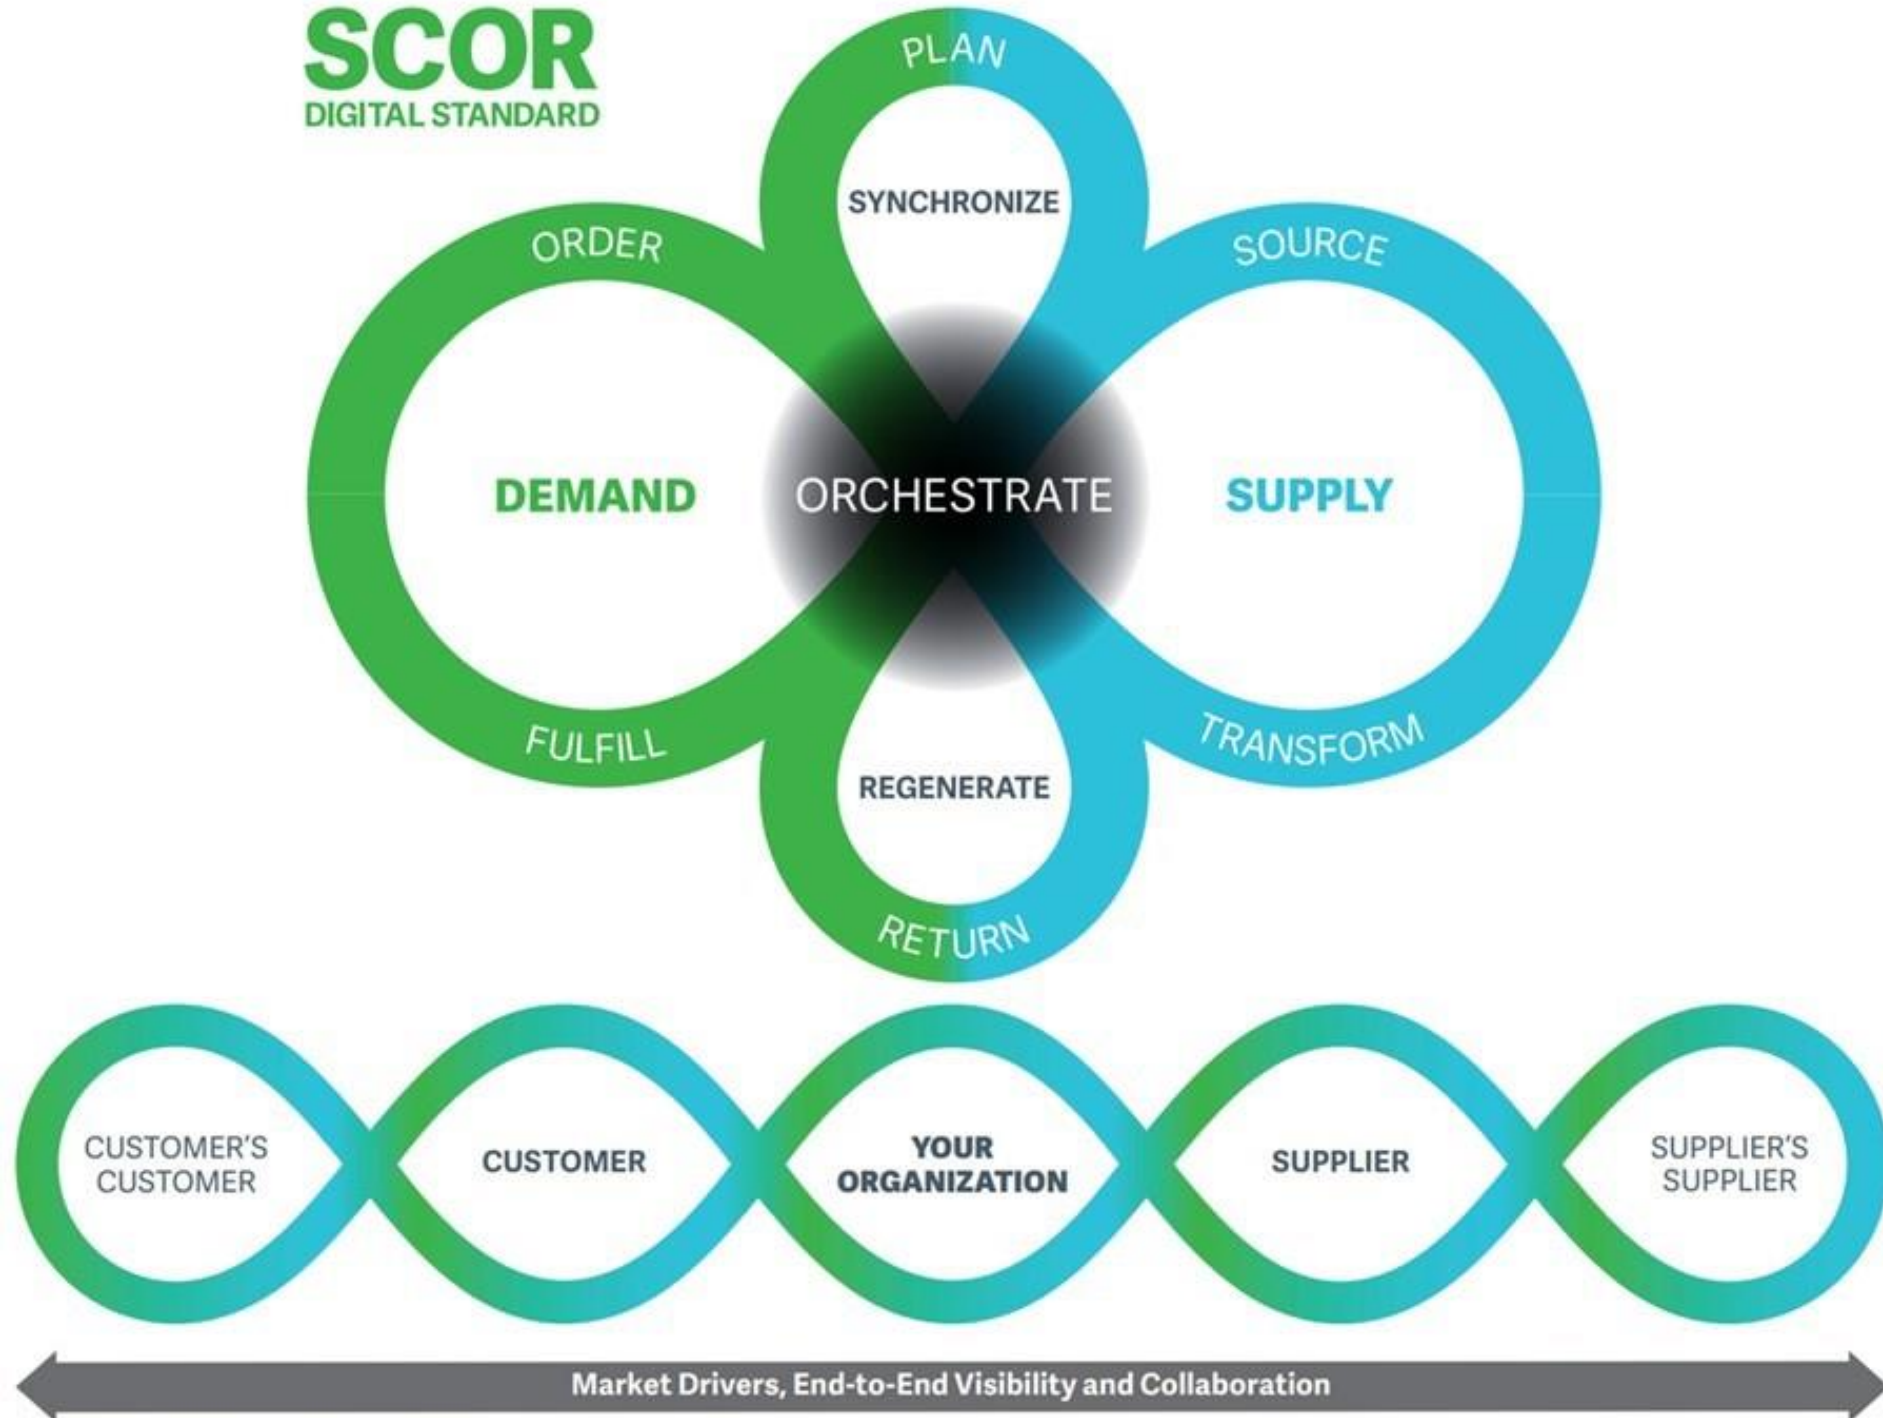 SCOR
DIGITAL STANDARD
PLAN
SYNCHRONIZE
ORDER
SOURCE
DEMAND
ORCHESTRATE
SUPPLY
FULFILL
TRANSFORM
REGENERATE
RETURN
CUSTOMER'S
CUSTOMER
CUSTOMER
YOUR
ORGANIZATION
SUPPLIER
SUPPLIER'S
SUPPLIER
Market Drivers, End-to-End Visibility and Collaboration